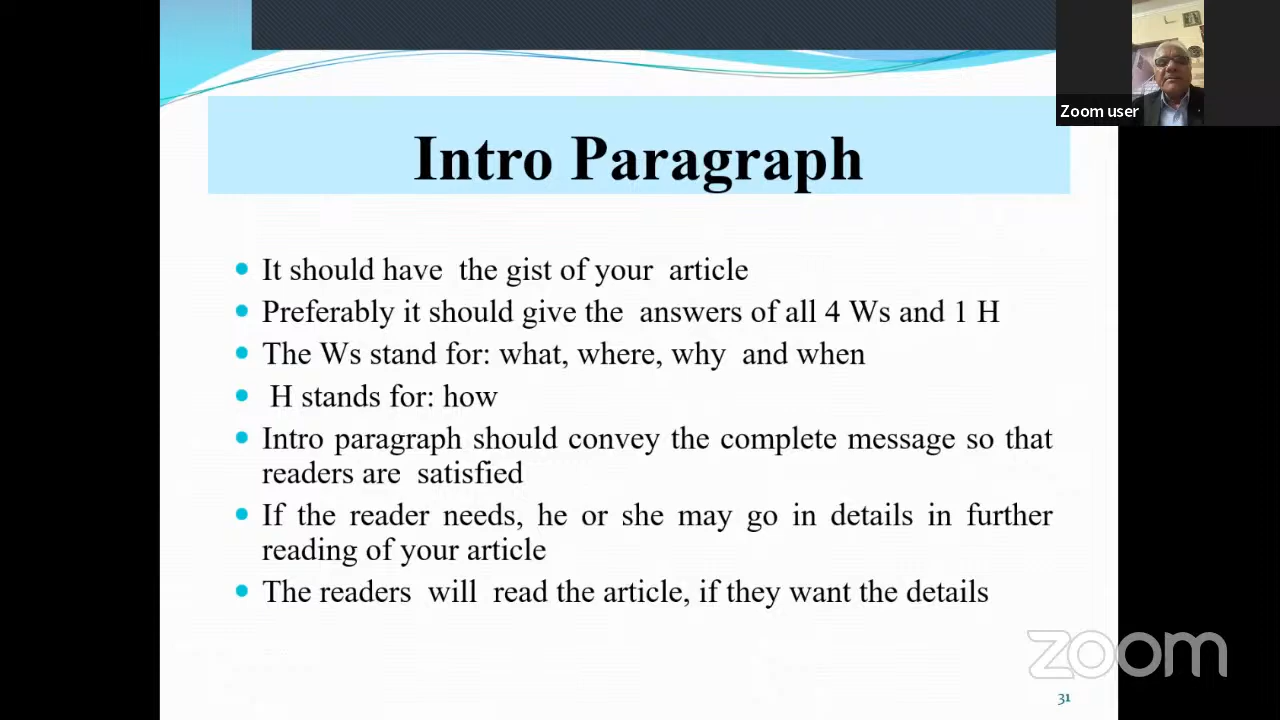 Zoom user
Intro Paragraph
It should have the gist of your article
Preferably it should give the answers of all 4 Ws and 1 H
The Ws stand for: what, where, why and when
H stands for: how
Intro paragraph should convey the complete message so that
readers are satisfied
If the reader needs, he or she may go in details in further
reading of your article
The readers will read the article, if they want the details
zoom
31